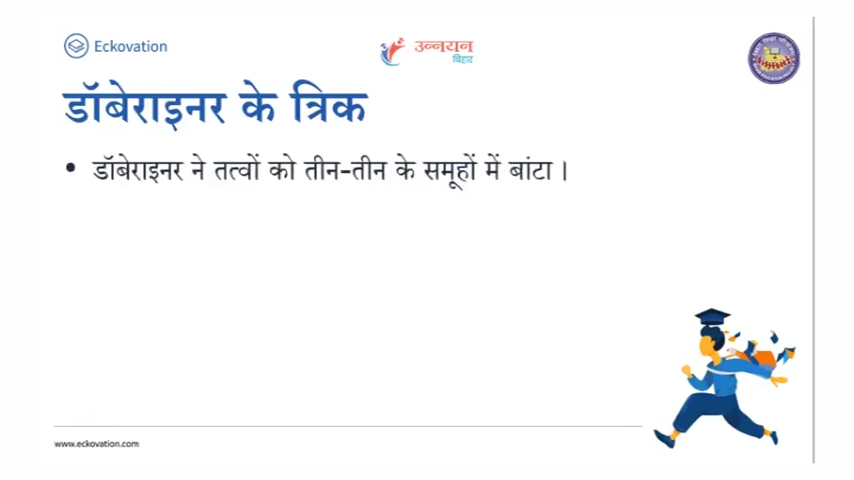 Eckovation
उन्नयन
बिहार
डॉबेराइनर के त्रिक
• डॉबेराइनर ने तत्वों को तीन-तीन के समूहों में बांटा ।
www.eckovation.com